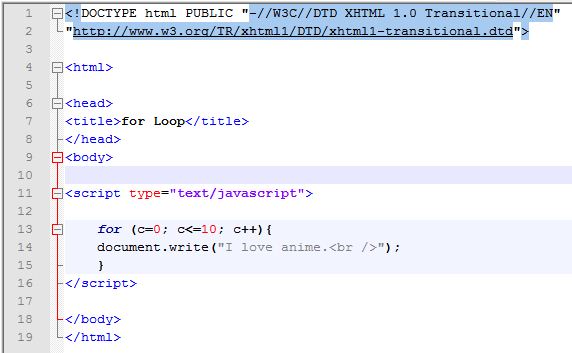 1 <!DOCTYPE html PUBLIC "-//W3C//DTD XHTML 1.0 Transitional//EN"
2 "http://www.w3.org/TR/xhtml1/DTD/xhtml1-transitional.dtd">
3
4 <html>
5
6 <head>
7 <title>for Loop</title>
8 </head>
9 <body>
10
11 <script type="text/javascript">
12
13 for (c=0; c<=10; c++){
14 document.write("I love anime.<br />");
15 }
16 </script>
17
18 </body>
19 </html>